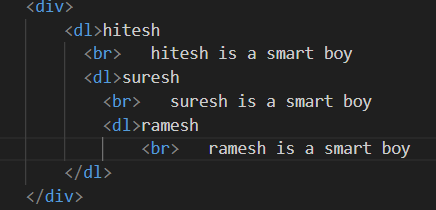 <div>
<dl>hitesh
<br>   hitesh is a smart boy
<dl>suresh
<br>   suresh is a smart boy
<dl>ramesh
<br>   ramesh is a smart boy
</dl>
</div>